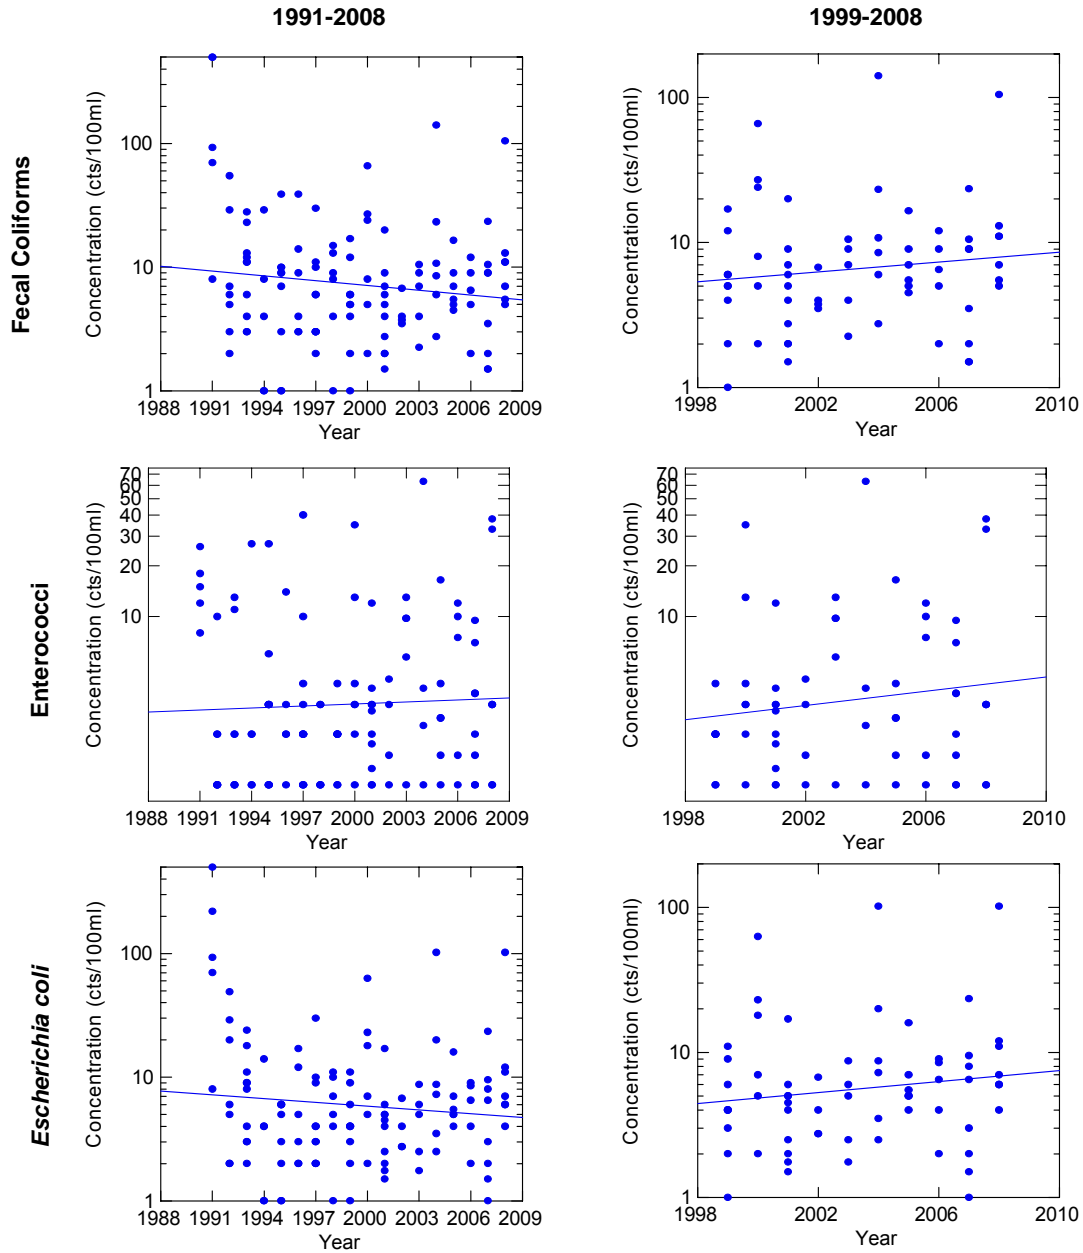 1991-2008
1999-2008
Fecal Coliforms
Concentration (cts/100ml)
100
10
1
1988 1991 1994 1997 2000 2003 2006 2009
Year
Concentration (cts/100ml)
100
10
1
1998 2002 2006 2010
Year
Enterococci
Concentration (cts/100ml)
70
60
50
40
30
20
10
1988 1991 1994 1997 2000 2003 2006 2009
Year
Concentration (cts/100ml)
70
60
50
40
30
20
10
1998 2002 2006 2010
Year
Escherichia coli
Concentration (cts/100ml)
100
10
1
1988 1991 1994 1997 2000 2003 2006 2009
Year
Concentration (cts/100ml)
100
10
1
1998 2002 2006 2010
Year